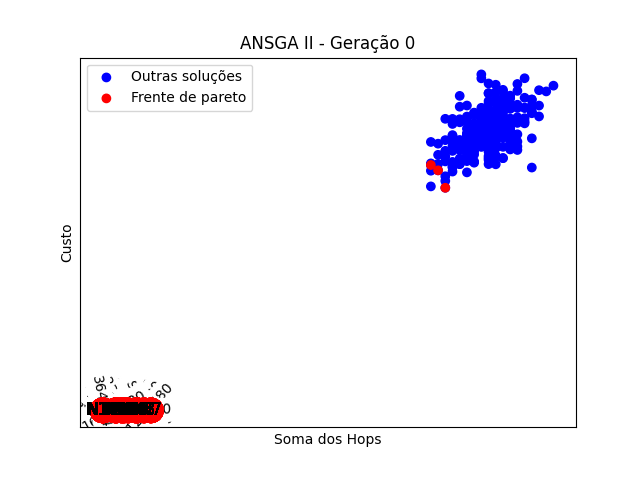 ANSGA II - Geração 0
Outras soluções
Frente de pareto
Custo
Soma dos Hops